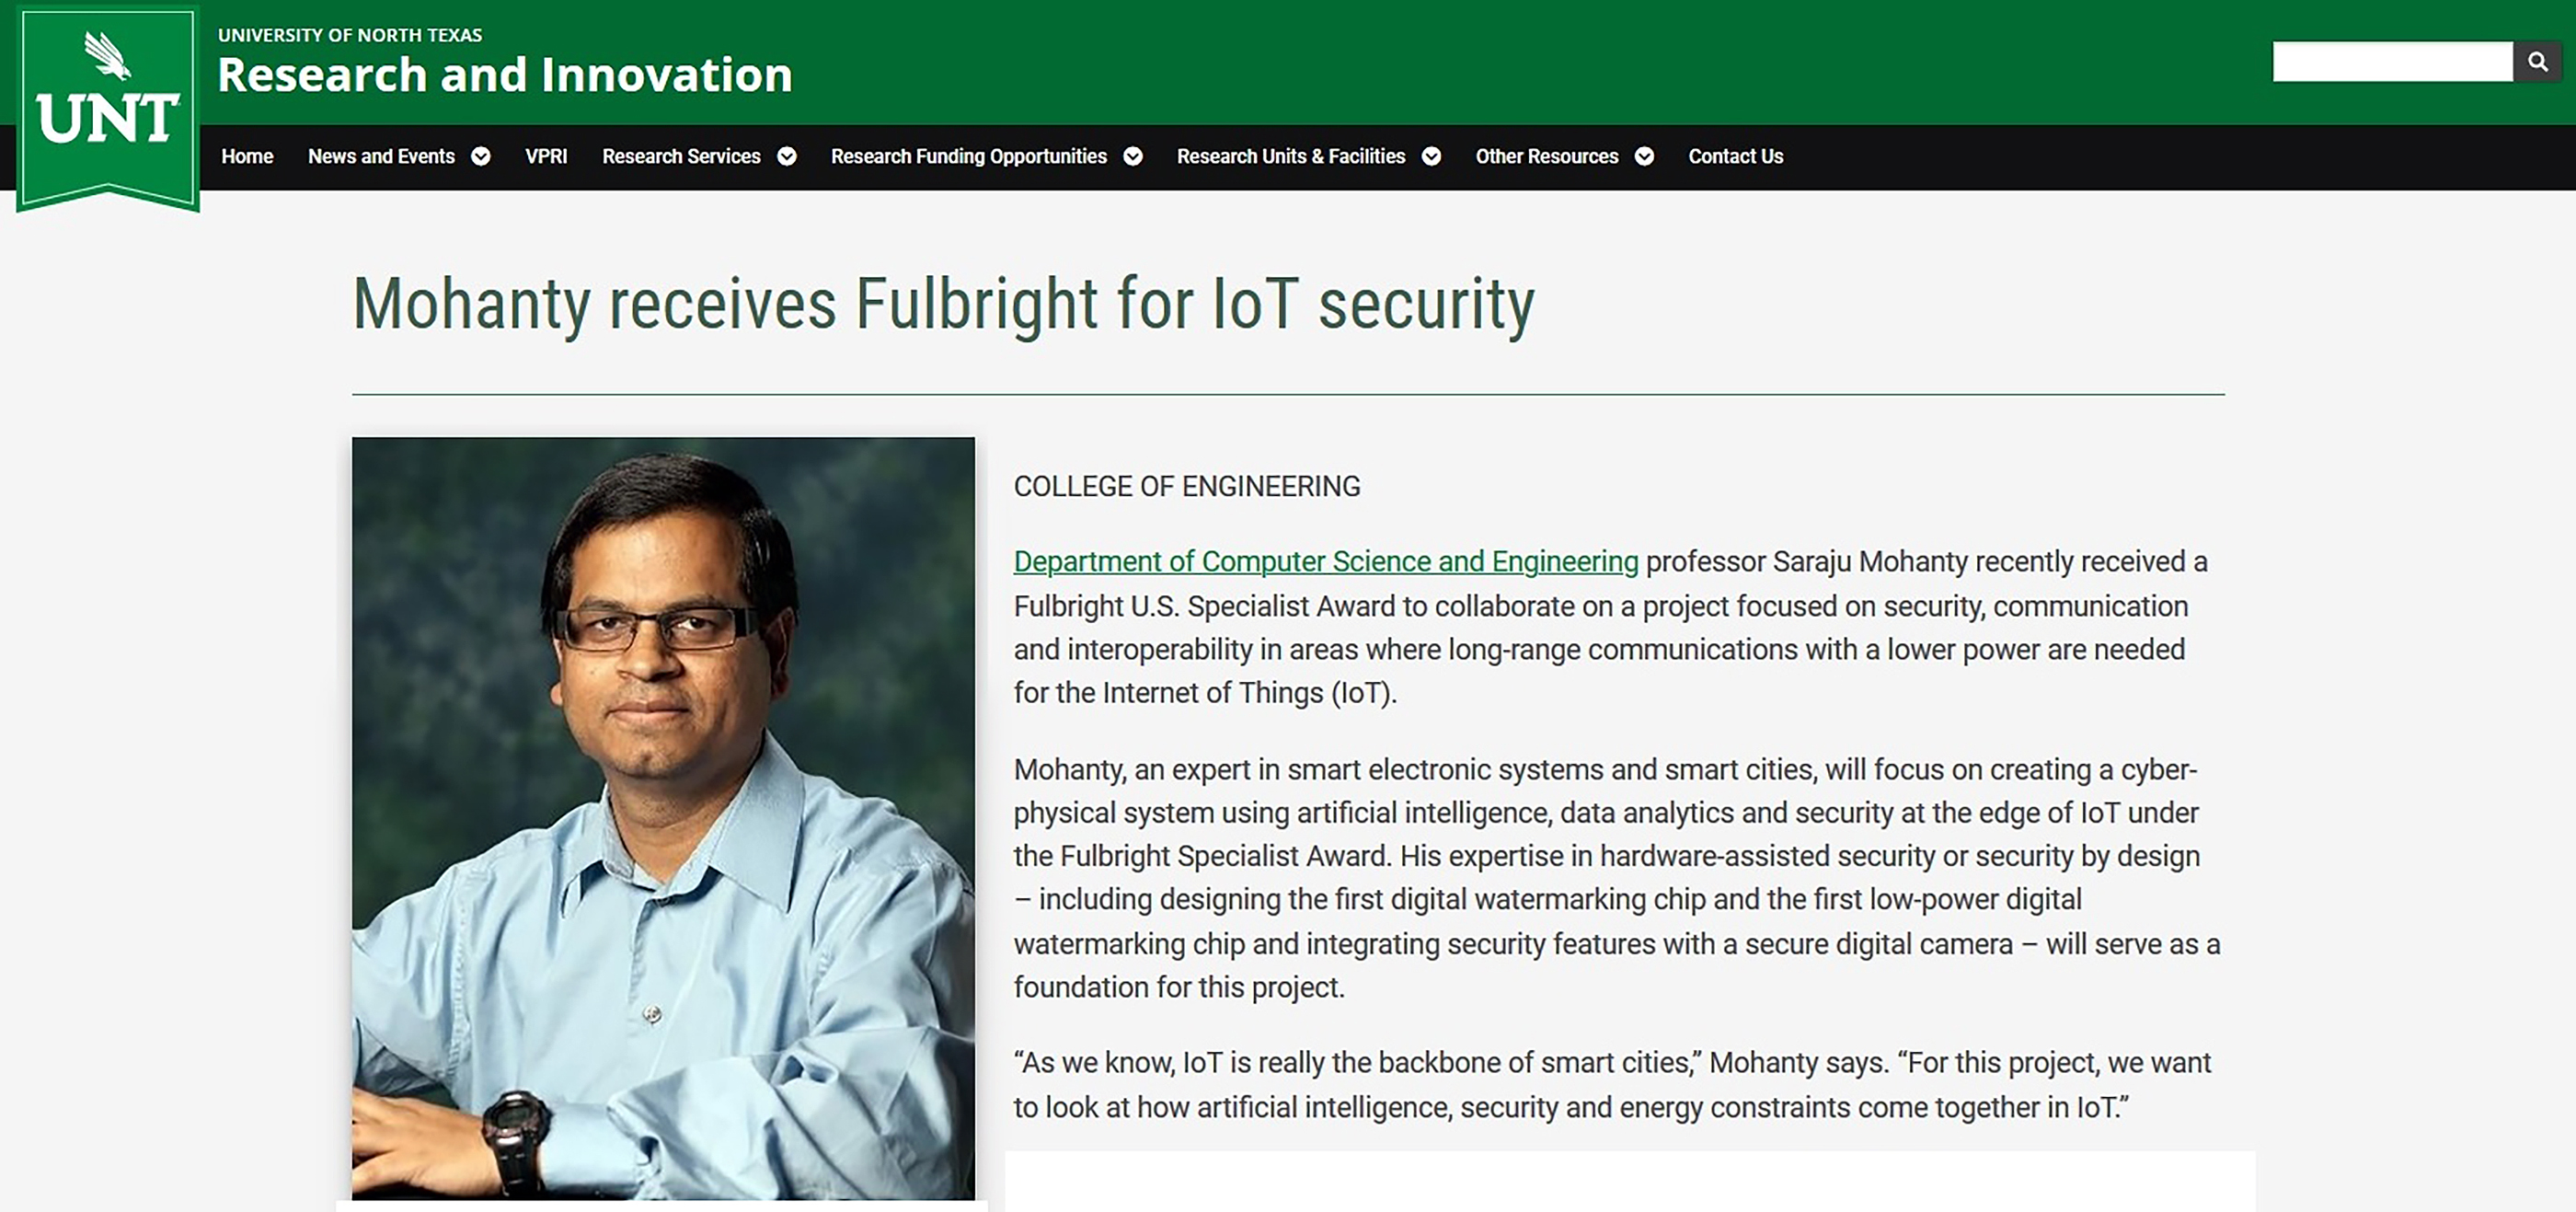 UNIVERSITY OF NORTH TEXAS
Research and Innovation
UNT
Home News and Events VPRI Research Services Research Funding Opportunities Research Units & Facilities Other Resources Contact Us
Mohanty receives Fulbright for IoT security
COLLEGE OF ENGINEERING
Department of Computer Science and Engineering professor Saraju Mohanty recently received a
Fulbright U.S. Specialist Award to collaborate on a project focused on security, communication
and interoperability in areas where long-range communications with a lower power are needed
for the Internet of Things (IoT).
Mohanty, an expert in smart electronic systems and smart cities, will focus on creating a cyber-
physical system using artificial intelligence, data analytics and security at the edge of IoT under
the Fulbright Specialist Award. His expertise in hardware-assisted security or security by design
– including designing the first digital watermarking chip and the first low-power digital
watermarking chip and integrating security features with a secure digital camera – will serve as a
foundation for this project.
“As we know, IoT is really the backbone of smart cities,” Mohanty says. “For this project, we want
to look at how artificial intelligence, security and energy constraints come together in IoT.”